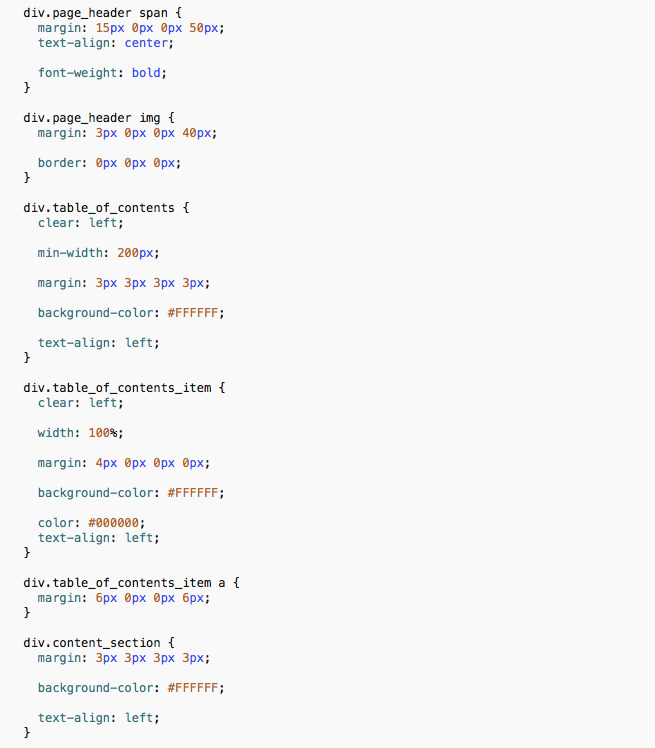 div.page_header span {
margin: 15px 0px 0px 50px;
text-align: center;
font-weight: bold;
}
div.page_header img {
margin: 3px 0px 0px 40px;
border: 0px 0px 0px;
}
div.table_of_contents {
clear: left;
min-width: 200px;
margin: 3px 3px 3px 3px;
background-color: #FFFFFF;
text-align: left;
}
div.table_of_contents_item {
clear: left;
width: 100%;
margin: 4px 0px 0px 0px;
background-color: #FFFFFF;
color: #000000;
text-align: left;
}
div.table_of_contents_item a {
margin: 6px 0px 0px 6px;
}
div.content_section {
margin: 3px 3px 3px 3px;
background-color: #FFFFFF;
text-align: left;
}